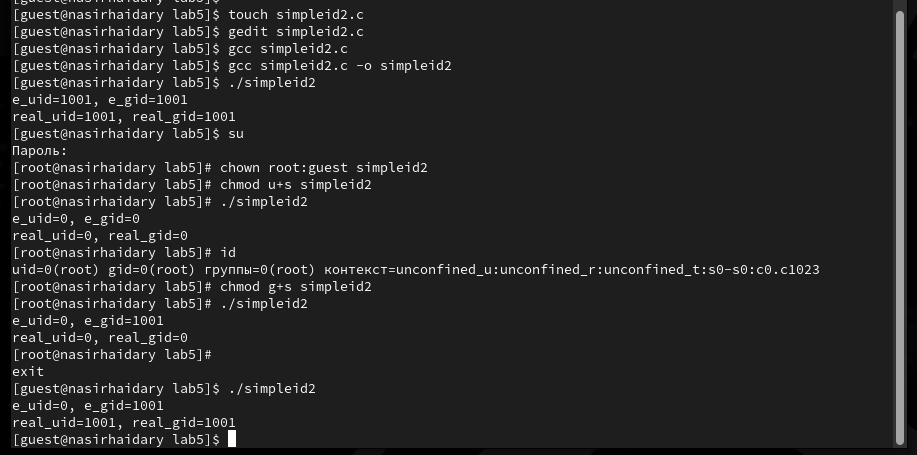 [guest@nasirhaidary lab5]$ touch simpleid2.c
[guest@nasirhaidary lab5]$ gedit simpleid2.c
[guest@nasirhaidary lab5]$ gcc simpleid2.c
[guest@nasirhaidary lab5]$ gcc simpleid2.c -o simpleid2
[guest@nasirhaidary lab5]$ ./simpleid2
e_uid=1001, e_gid=1001
real_uid=1001, real_gid=1001
[guest@nasirhaidary lab5]$ su
Пароль:
[root@nasirhaidary lab5]# chown root:guest simpleid2
[root@nasirhaidary lab5]# chmod u+s simpleid2
[root@nasirhaidary lab5]# ./simpleid2
e_uid=0, e_gid=0
real_uid=0, real_gid=0
[root@nasirhaidary lab5]# id
uid=0(root) gid=0(root) группы=0(root) контекст=unconfined_u:unconfined_r:unconfined_t:s0-s0:c0.c1023
[root@nasirhaidary lab5]# chmod g+s simpleid2
[root@nasirhaidary lab5]# ./simpleid2
e_uid=0, e_gid=1001
real_uid=0, real_gid=0
[root@nasirhaidary lab5]#
exit
[guest@nasirhaidary lab5]$ ./simpleid2
e_uid=0, e_gid=1001
real_uid=1001, real_gid=1001
[guest@nasirhaidary lab5]$